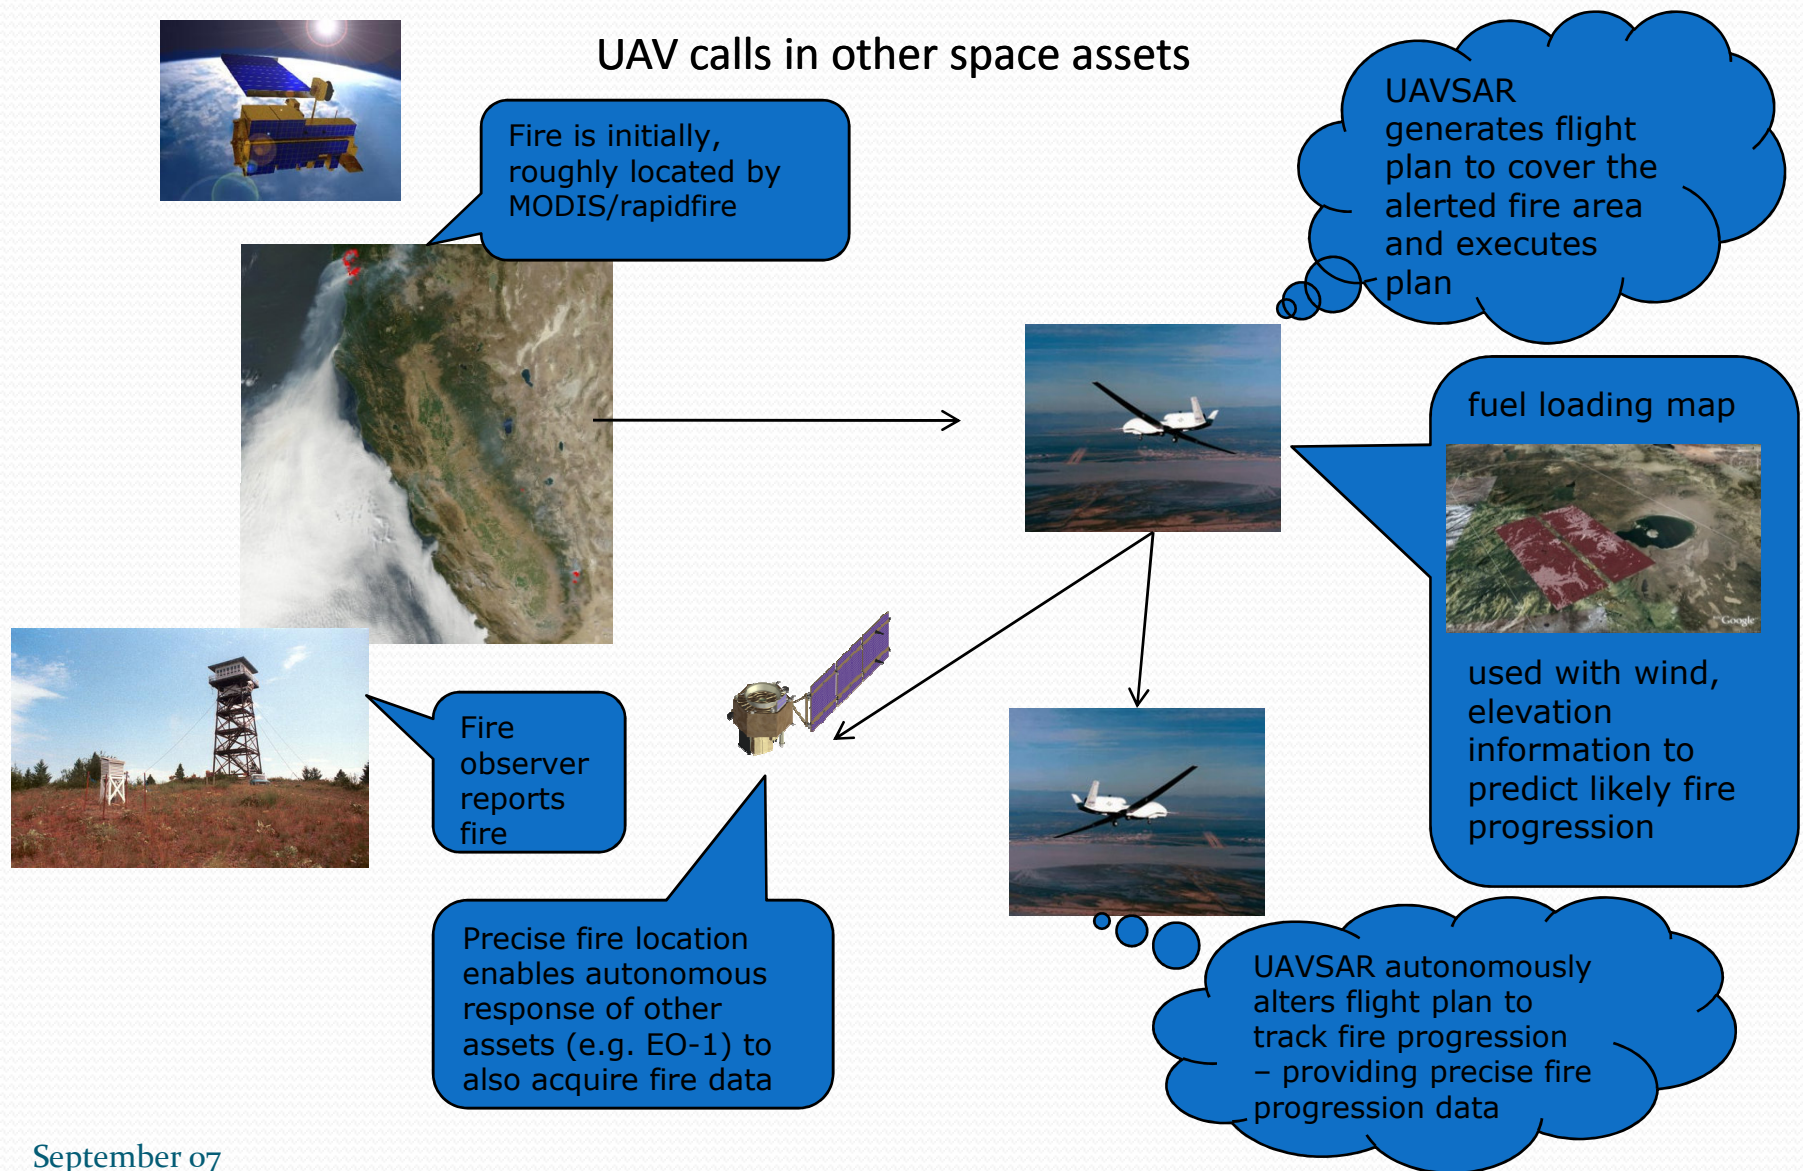 UAV calls in other space assets
Fire is initially,
roughly located by
MODIS/rapidfire
UAVSAR
generates flight
plan to cover the
alerted fire area
and executes
plan
fuel loading map
Google
used with wind,
elevation
information to
predict likely fire
progression
Fire
observer
reports
fire
Precise fire location
enables autonomous
response of other
assets (e.g. EO-1) to
also acquire fire data
UAVSAR autonomously
alters flight plan to
track fire progression
– providing precise fire
progression data
September 07